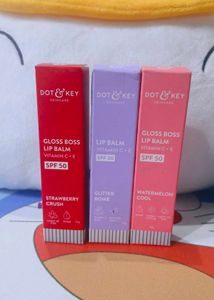 DOT & KEY
SKINCARE
GLOSS BOSS
LIP BALM
VITAMIN C + E
SPF 50
STRAWBERRY
CRUSH
DOT & KEY
SKINCARE
LIP BALM
VITAMIN C + E
SPF 50
GLITTER
BOMB
DOT & KEY
SKINCARE
GLOSS BOSS
LIP BALM
VITAMIN C + E
SPF 50
WATERMELON
COOL